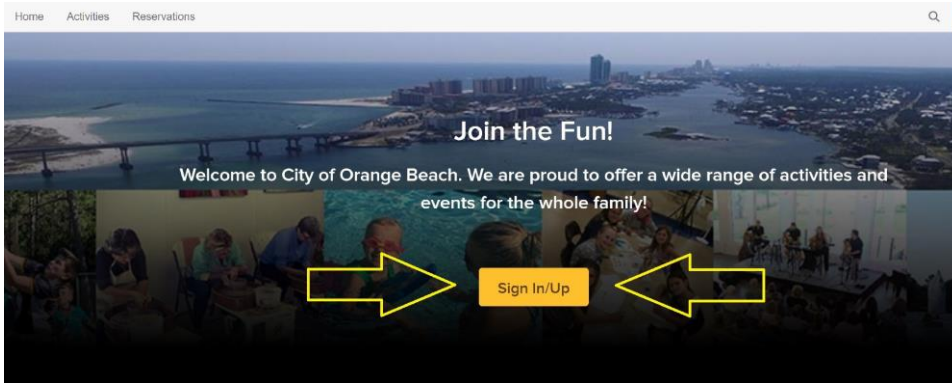 Home Activities Reservations
Join the Fun!
Welcome to City of Orange Beach. We are proud to offer a wide range of activities and
events for the whole family!
Sign In/Up